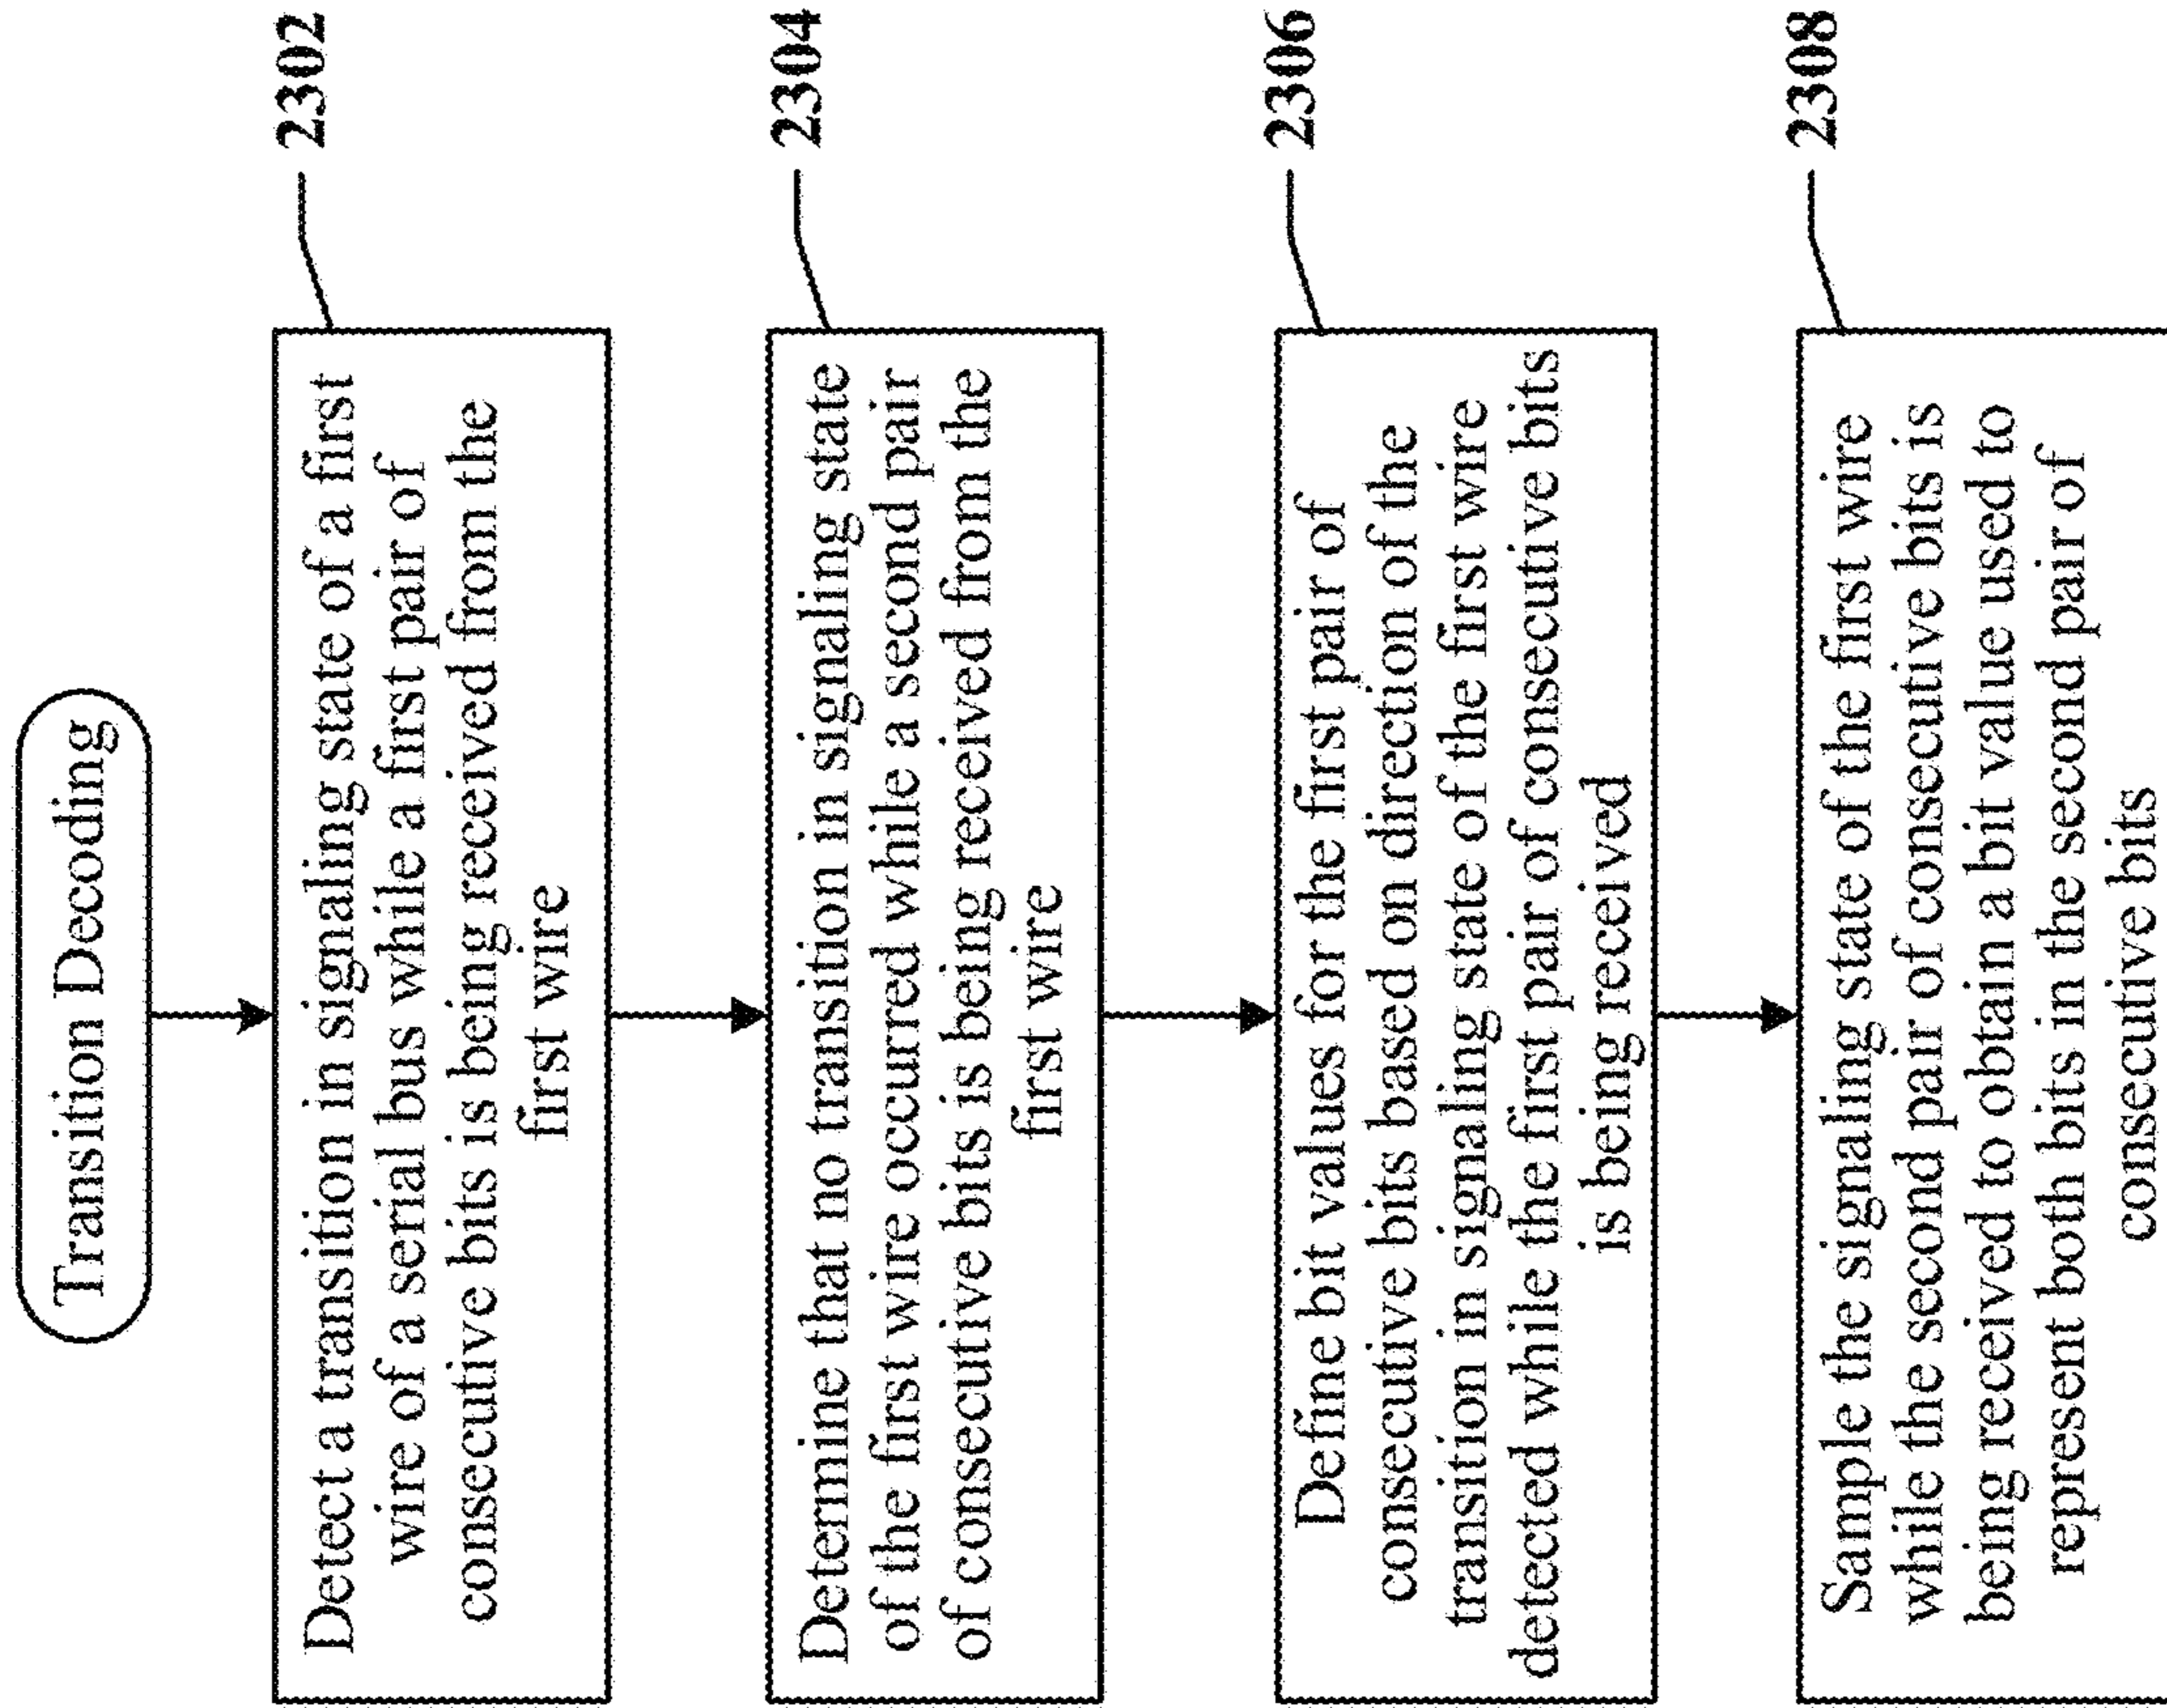 Transition Decoding
2302
Detect a transition in signaling state of a first
wire of a serial bus while a first pair of
consecutive bits is being received from the
first wire
2304
Determine that no transition in signaling state
of the first wire occurred while a second pair
of consecutive bits is being received from the
first wire
2306
Define bit values for the first pair of
consecutive bits based on direction of the
transition in signaling state of the first wire
detected while the first pair of consecutive bits
is being received
2308
Sample the signaling state of the first wire
while the second pair of consecutive bits is
being received to obtain a bit value used to
represent both bits in the second pair of
consecutive bits